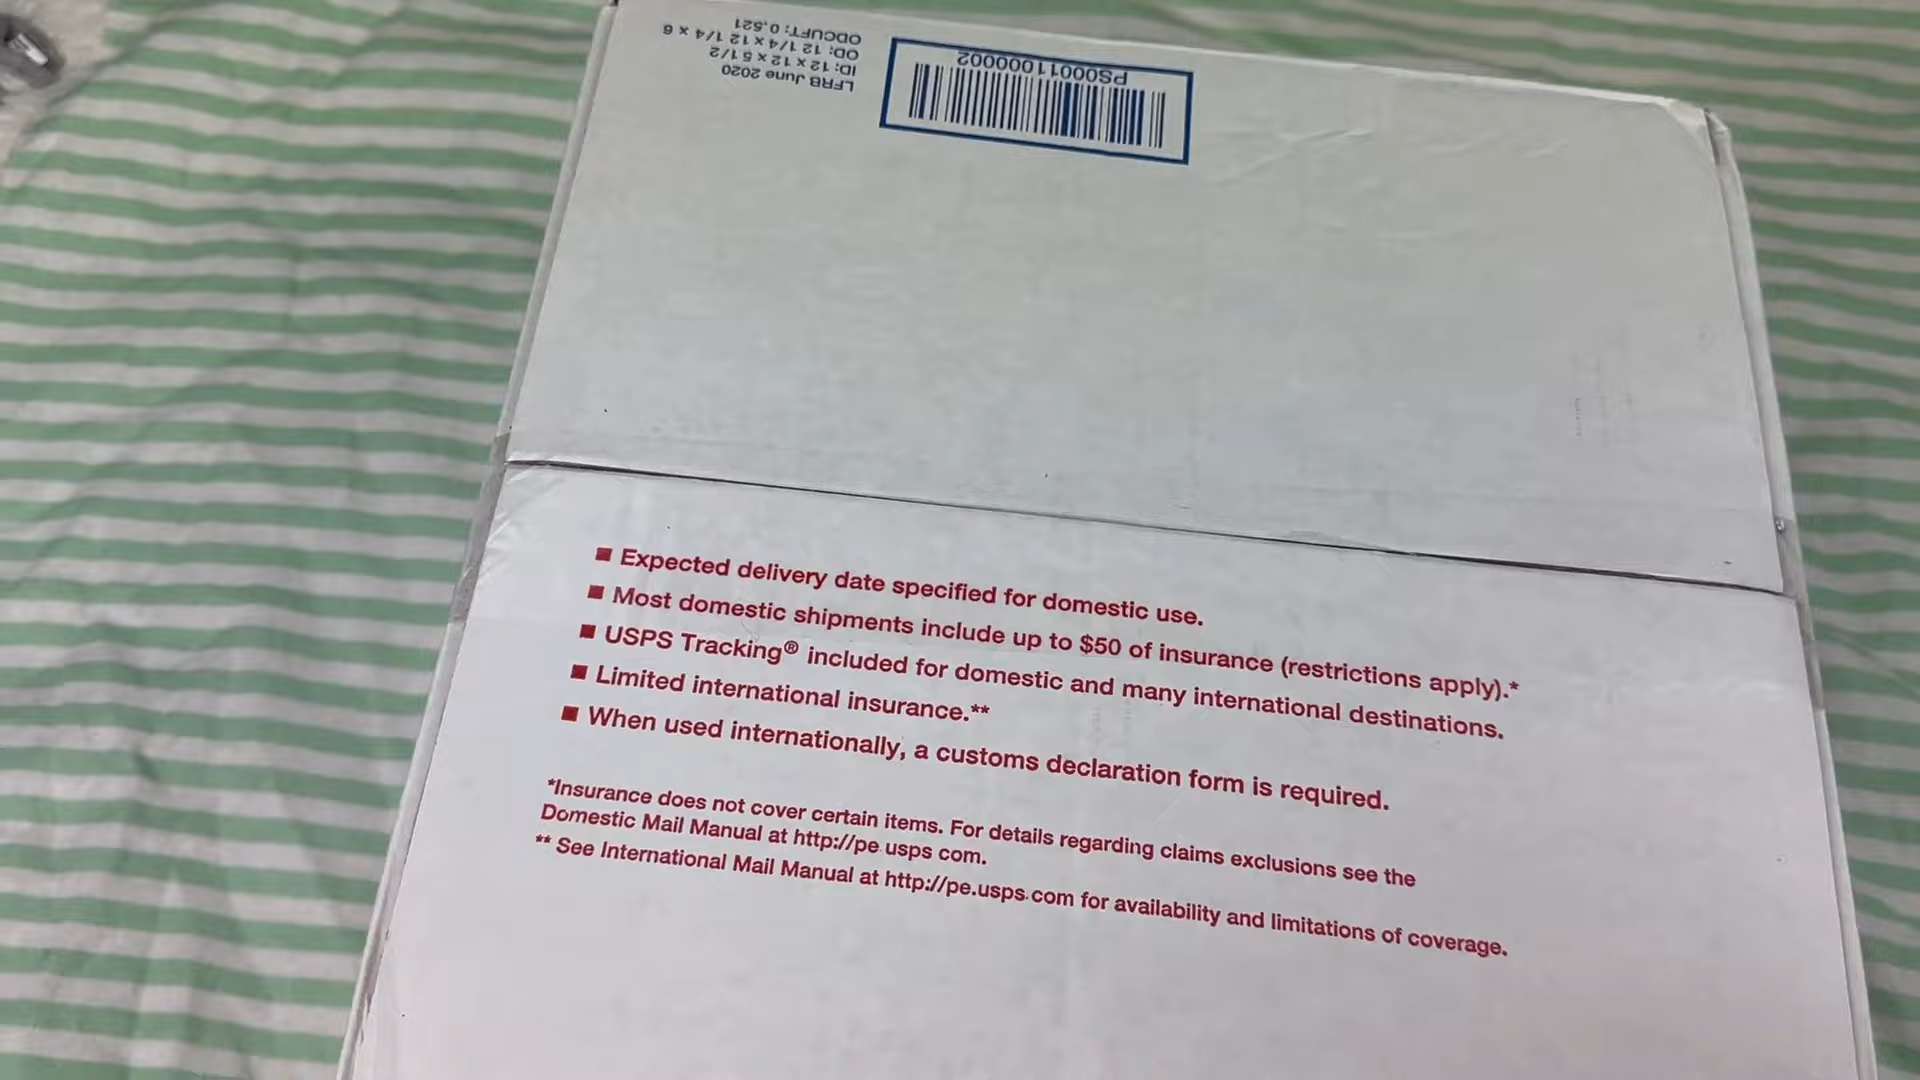 PS00011000002
LFRB June 2020
ID: 12 x 12 x 5 1/2
OD: 12 1/4 x 12 1/4 x 6
ODCUFT: 0.521
■ Expected delivery date specified for domestic use.
■ Most domestic shipments include up to $50 of insurance (restrictions apply).*
■ USPS Tracking® included for domestic and many international destinations.
■ Limited international insurance.**
■ When used internationally, a customs declaration form is required.
*Insurance does not cover certain items. For details regarding claims exclusions see the
Domestic Mail Manual at http://pe usps com.
** See International Mail Manual at http://pe.usps.com for availability and limitations of coverage.